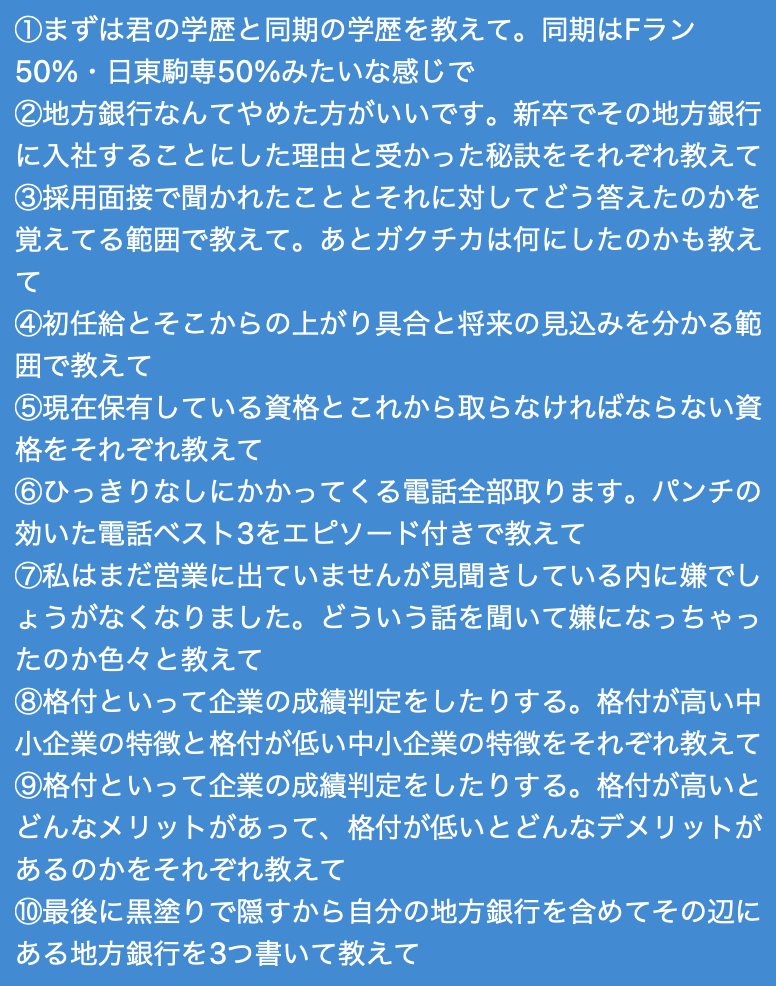 ①まずは君の学歴と同期の学歴を教えて。同期はFラン
50%・日東駒専50%みたいな感じで
②地方銀行なんてやめた方がいいです。新卒でその地方銀行
に入社することにした理由と受かった秘訣をそれぞれ教えて
③採用面接で聞かれたこととそれに対してどう答えたのかを
覚えてる範囲で教えて。あとガクチカは何にしたのかも教え
て
④初任給とそこからの上がり具合と将来の見込みを分かる範
囲で教えて
⑤現在保有している資格とこれから取らなければならない資
格をそれぞれ教えて
⑥ひっきりなしにかかってくる電話全部取ります。パンチの
効いた電話ベスト3をエピソード付きで教えて
⑦私はまだ営業に出ていませんが見聞きしている内に嫌でし
ょうがなくなりました。どういう話を聞いて嫌になっちゃっ
たのか色々と教えて
⑧格付といって企業の成績判定をしたりする。格付が高い中
小企業の特徴と格付が低い中小企業の特徴をそれぞれ教えて
⑨格付といって企業の成績判定をしたりする。格付が高いと
どんなメリットがあって、格付が低いとどんなデメリットが
あるのかをそれぞれ教えて
⑩最後に黒塗りで隠すから自分の地方銀行を含めてその辺に
ある地方銀行を3つ書いて教えて